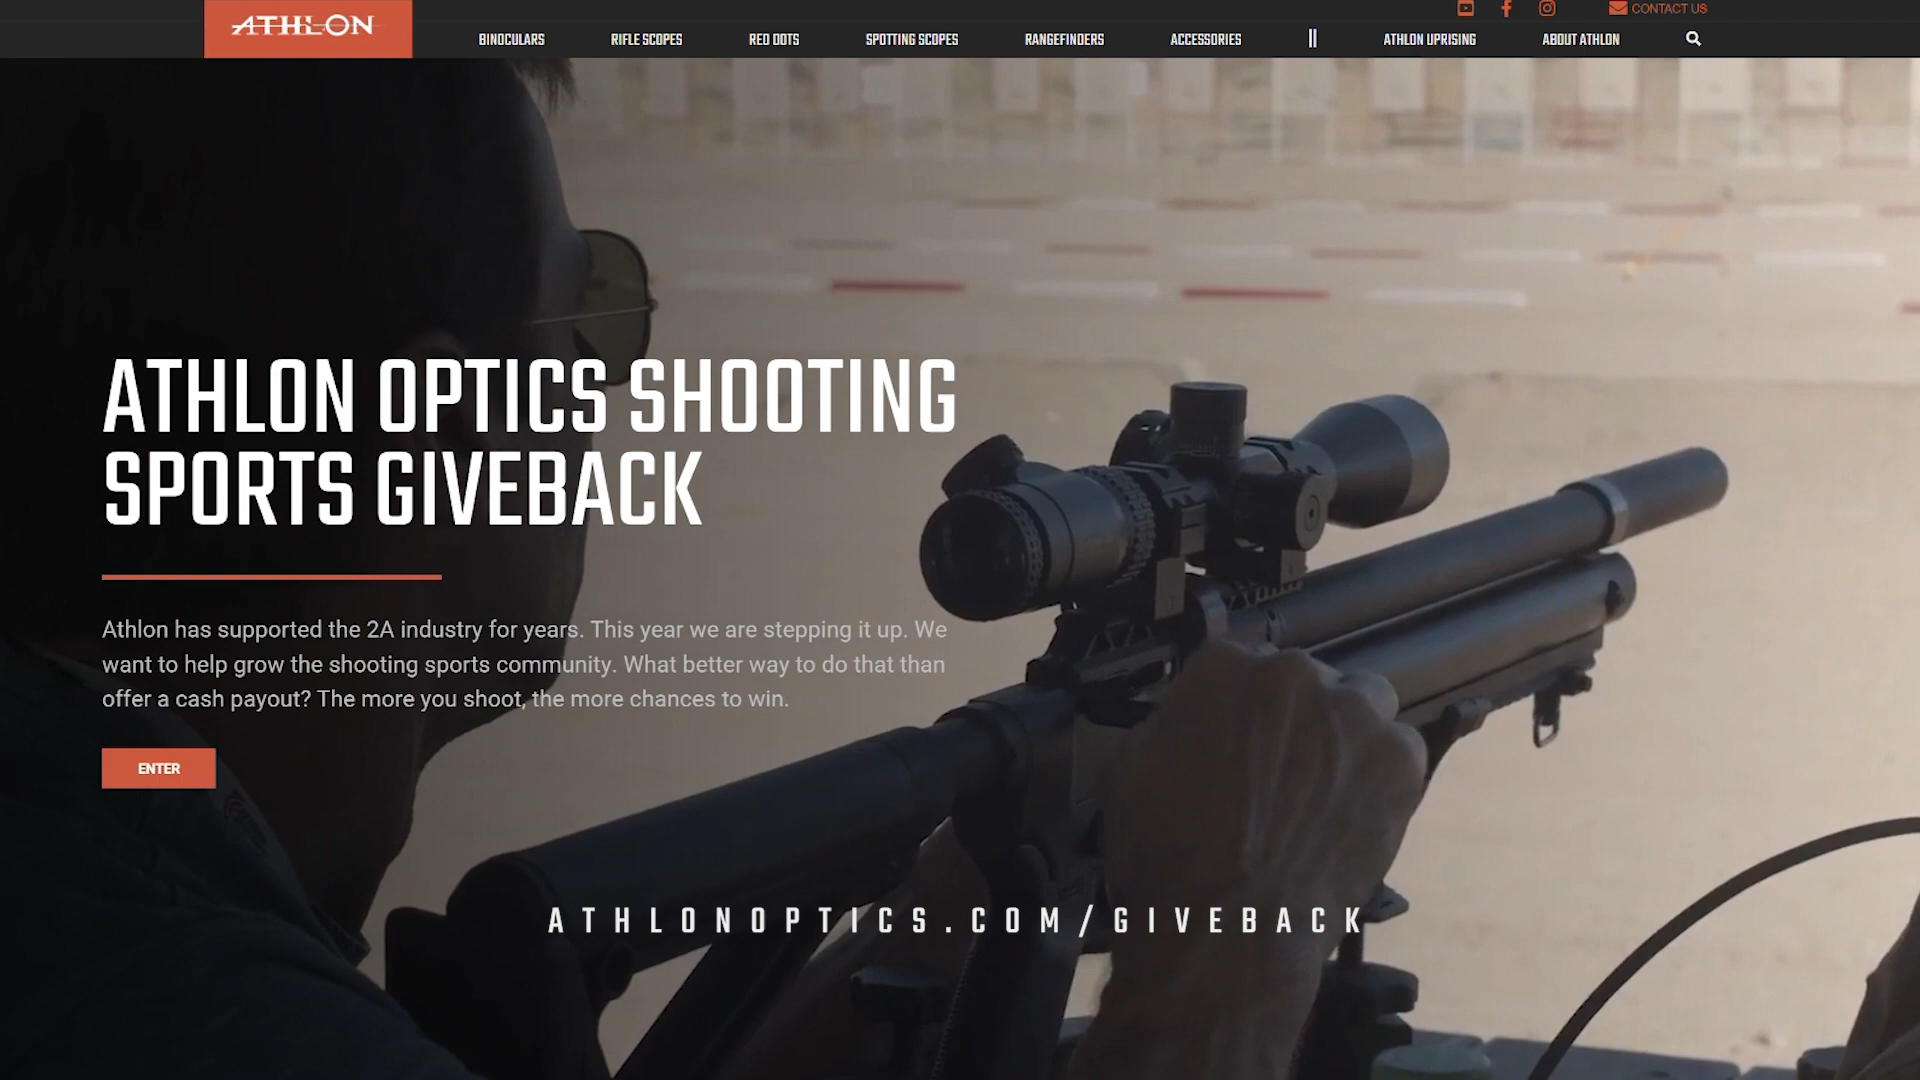 ATHLON
CONTACT US
BINOCULARS RIFLE SCOPES RED DOTS SPOTTING SCOPES RANGEFINDERS ACCESSORIES || ATHLON UPRISING ABOUT ATHLON
ATHLON OPTICS SHOOTING
SPORTS GIVEBACK
Athlon has supported the 2A industry for years. This year we are stepping it up. We
want to help grow the shooting sports community. What better way to do that than
offer a cash payout? The more you shoot, the more chances to win.
ENTER
ATHLONOPTICS.COM/GIVEBACK